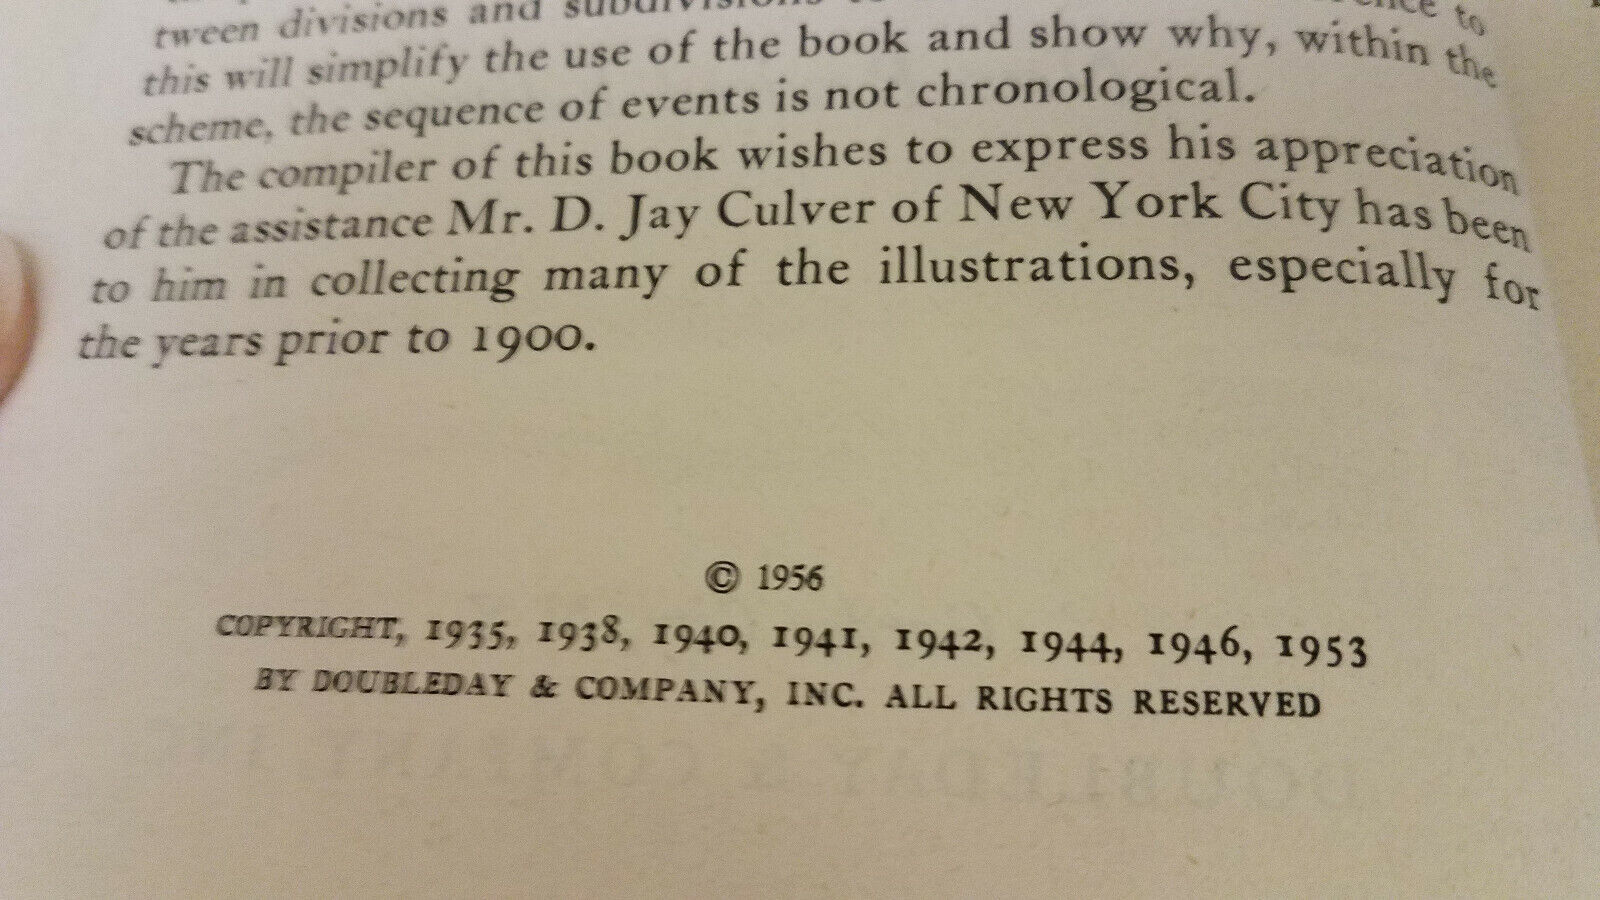 tween divisions and subdivisions to
this will simplify the use of the book and show why, within the
scheme, the sequence of events is not chronological.
The compiler of this book wishes to express his appreciation
of the assistance Mr. D. Jay Culver of New York City has been
to him in collecting many of the illustrations, especially for
the years prior to 1900.
© 1956
COPYRIGHT, 1935, 1938, 1940, 1941, 1942, 1944, 1946, 1953
BY DOUBLEDAY & COMPANY, INC. ALL RIGHTS RESERVED